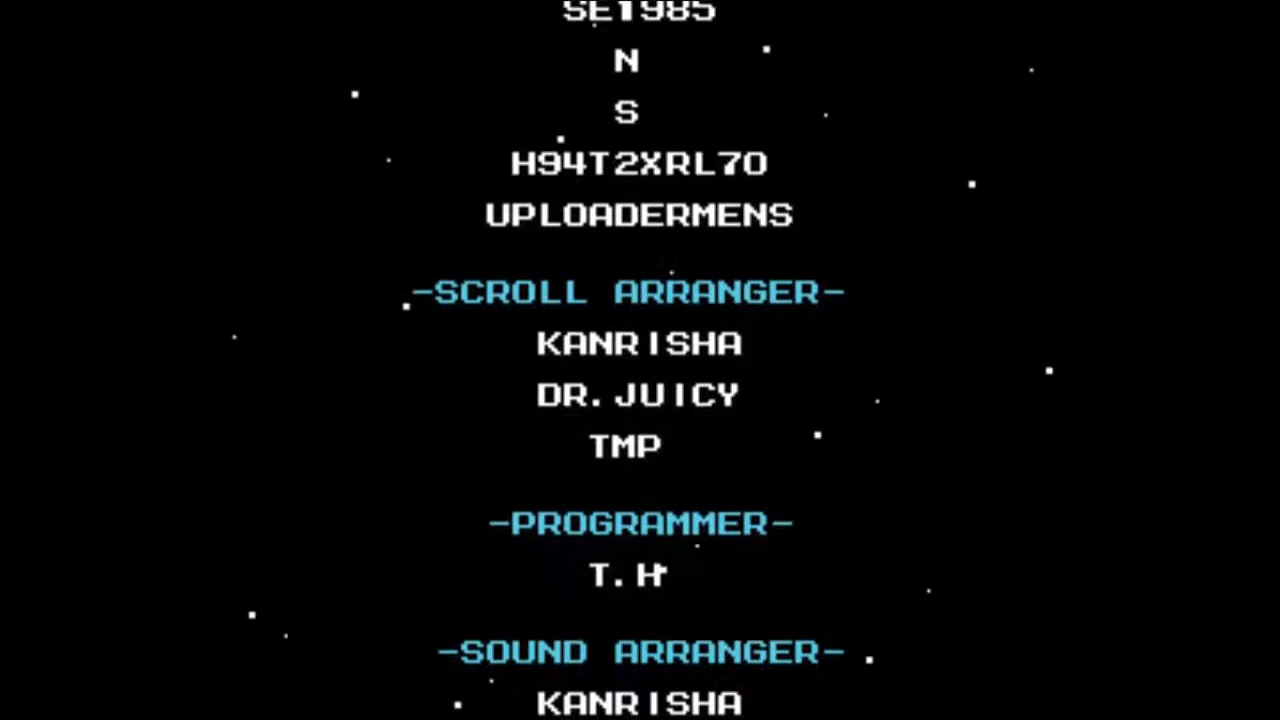 SE1985
N
S
H94T2XRL70
UPLOADERMENS
-SCROLL ARRANGER-
KANRISHA
DR.JUICY
TMP
-PROGRAMMER-
T.H
-SOUND ARRANGER-
KANRISHA